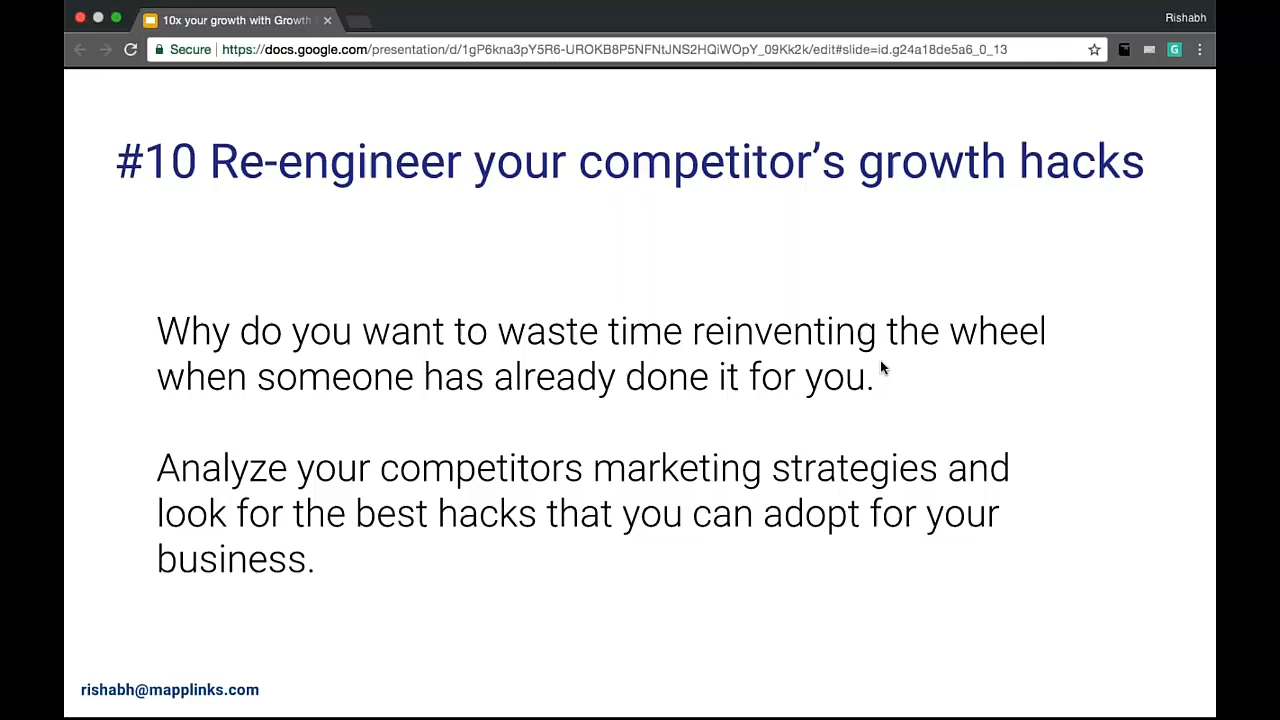 10x your growth with Growth
Rishabh
Secure
https://docs.google.com/presentation/d/1gP6kna3pY5R6-UROKB8P5NFNtJNS2HQiWOpY_09Kk2k/edit#slide=id.g24a18de5a6_0_13
G
#10 Re-engineer your competitor’s growth hacks
Why do you want to waste time reinventing the wheel
when someone has already done it for you.
Analyze your competitors marketing strategies and
look for the best hacks that you can adopt for your
business.
rishabh@mapplinks.com